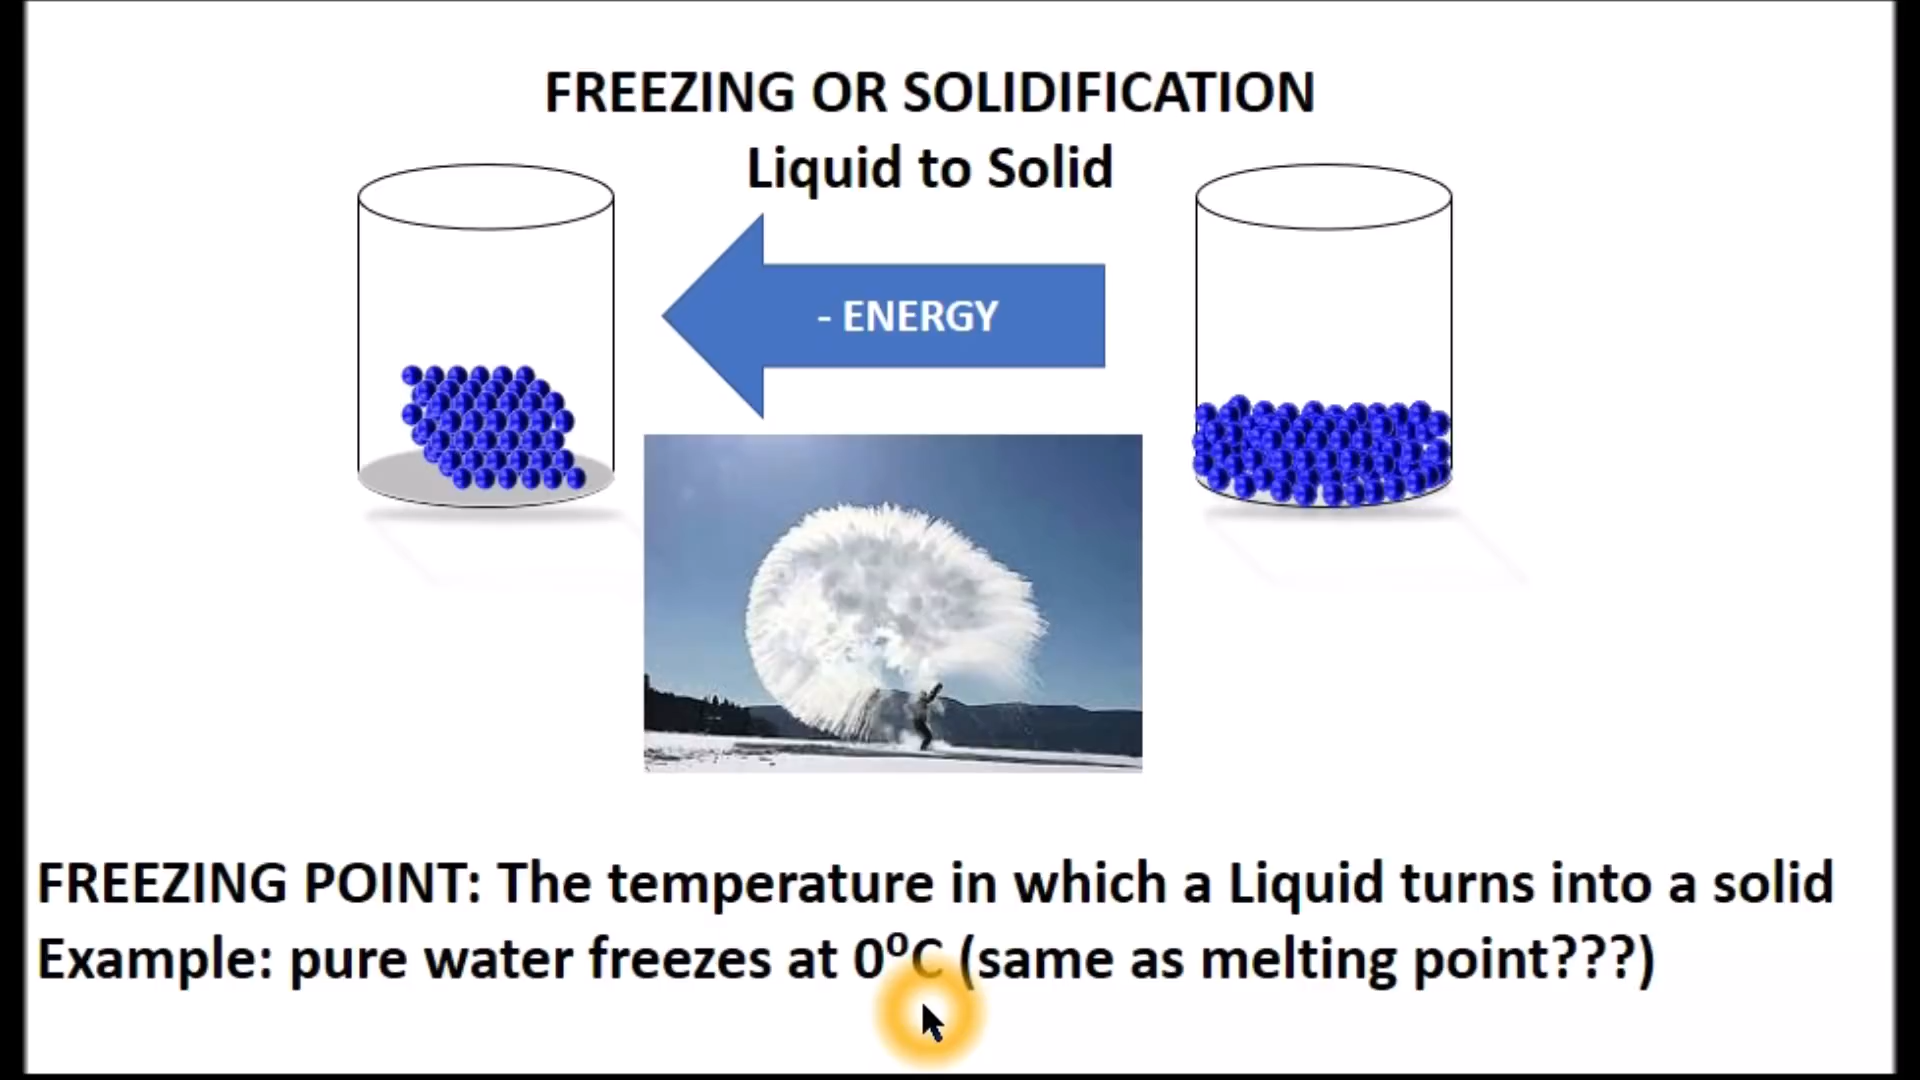 FREEZING OR SOLIDIFICATION
Liquid to Solid
- ENERGY
FREEZING POINT: The temperature in which a Liquid turns into a solid
Example: pure water freezes at 0⁰C (same as melting point???)